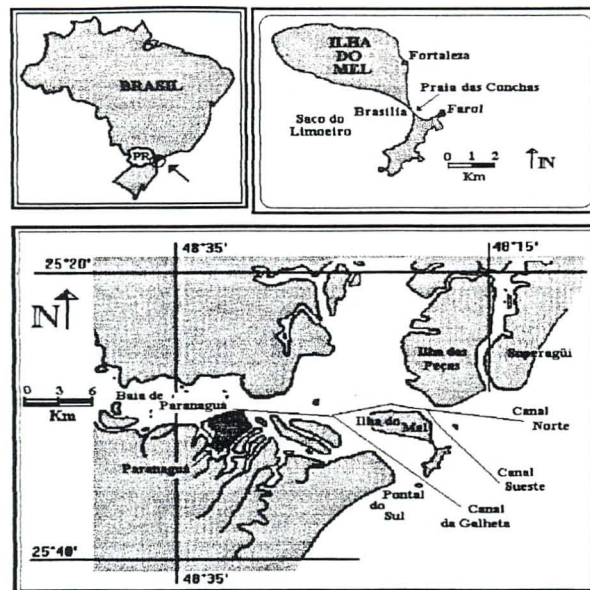 BRASIL
PR
ILHA
DO
MEL
Fortaleza
Praia das Conchas
Brasília
Farol
Saco do
Limoeiro
0 1 2
Km
N
48°35'
48°15'
25°20'
N
Ilha das
Peças
Superagüi
0 3 6
Km
Baia de
Paranaguá
Ilha do
Mel
Canal
Norte
Paranaguá
Canal
Sueste
Pontal
do
Sul
Canal
da Galheta
25°40'
48°35'